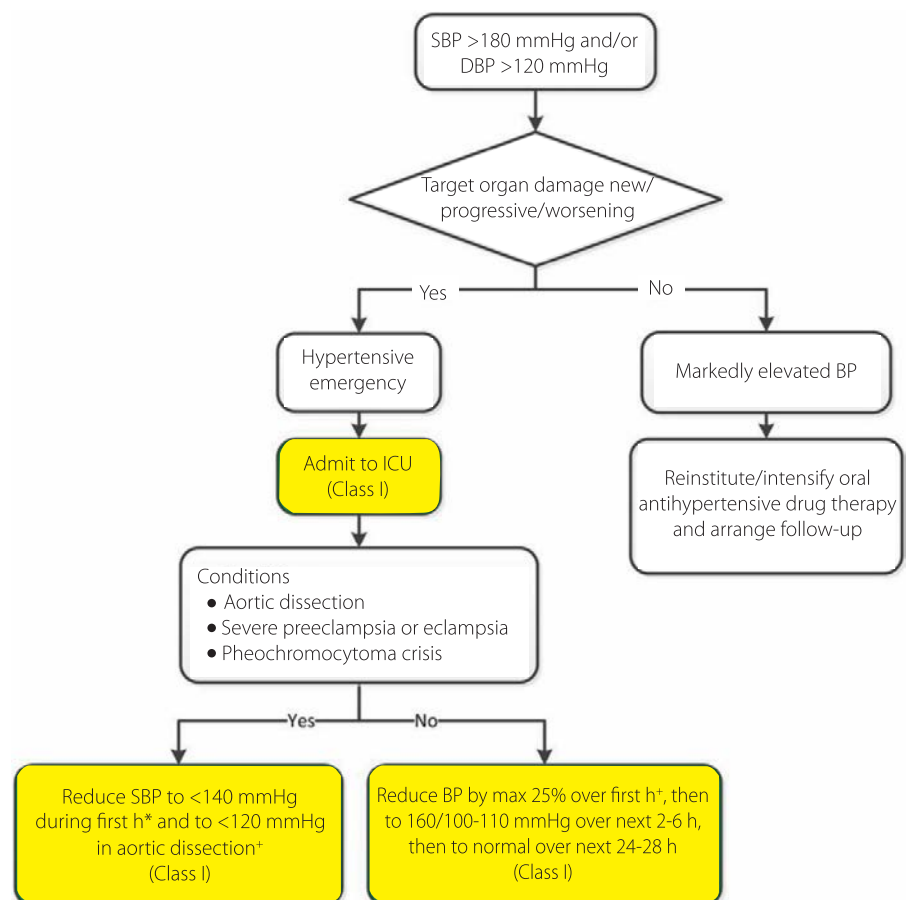 SBP >180 mmHg and/or
DBP >120 mmHg
Target organ damage new/
progressive/worsening
Yes
No
Hypertensive
emergency
Markedly elevated BP
Admit to ICU
(Class I)
Reinstitute/intensify oral
antihypertensive drug therapy
and arrange follow-up
Conditions
● Aortic dissection
● Severe preeclampsia or eclampsia
● Pheochromocytoma crisis
Yes
No
Reduce SBP to <140 mmHg
during first h* and to <120 mmHg
in aortic dissection⁺
(Class I)
Reduce BP by max 25% over first h⁺, then
to 160/100-110 mmHg over next 2-6 h,
then to normal over next 24-28 h
(Class I)